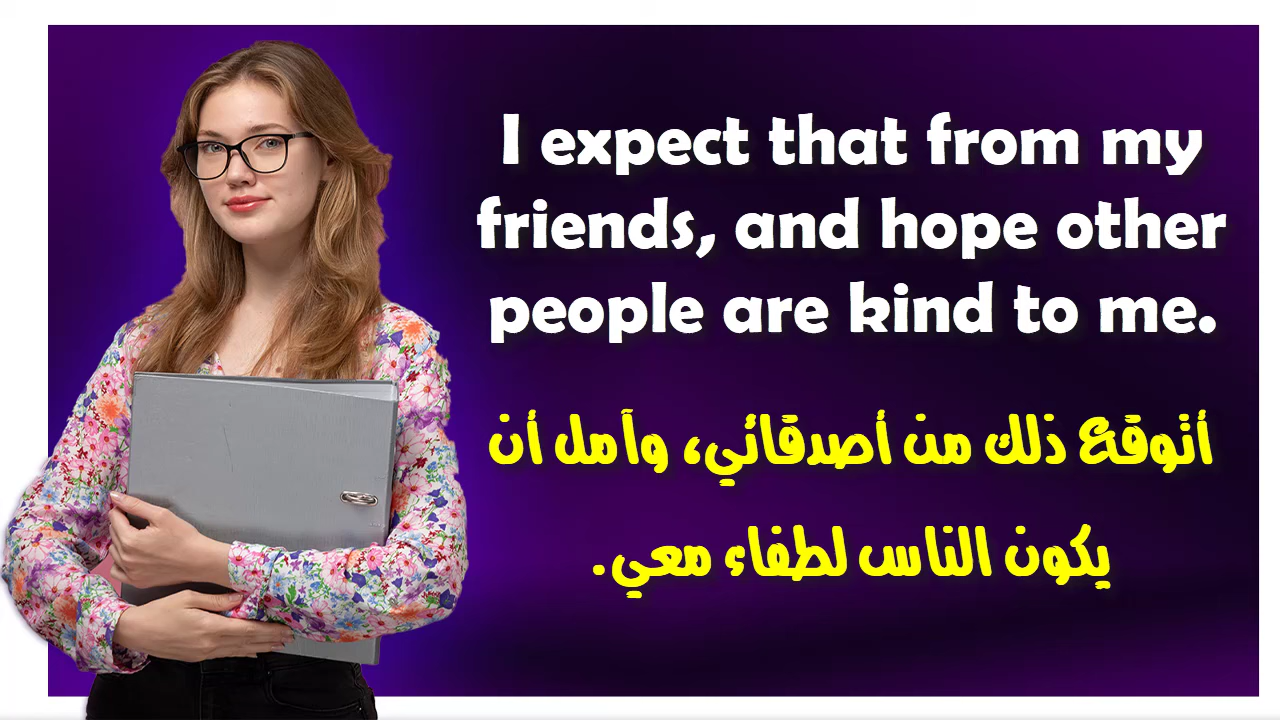 I expect that from my
friends, and hope other
people are kind to me.
أتوقع ذلك من أصدقائي، وآمل أن
يكون الناس لطفاء معي.